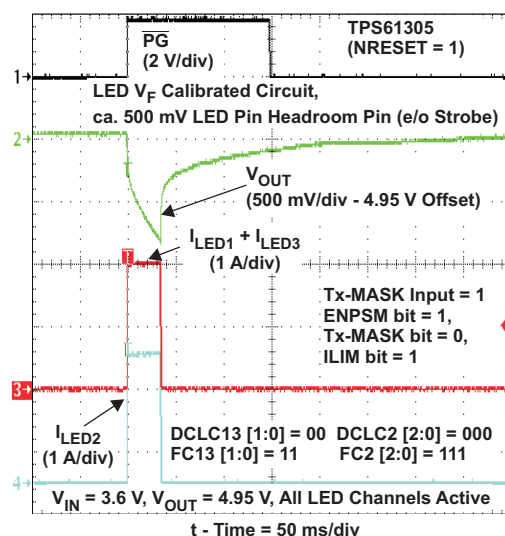 PG
(2 V/div)
TPS61305
(NRESET = 1)
1
LED VF Calibrated Circuit,
ca. 500 mV LED Pin Headroom Pin (e/o Strobe)
2
VOUT
(500 mV/div - 4.95 V Offset)
ILED1 + ILED3
(1 A/div)
T
Tx-MASK Input = 1
ENPSM bit = 1,
Tx-MASK bit = 0,
ILIM bit = 1
3
ILED2
(1 A/div)
DCLC13 [1:0] = 00 DCLC2 [2:0] = 000
FC13 [1:0] = 11 FC2 [2:0] = 111
4
VIN = 3.6 V, VOUT = 4.95 V, All LED Channels Active
t - Time = 50 ms/div